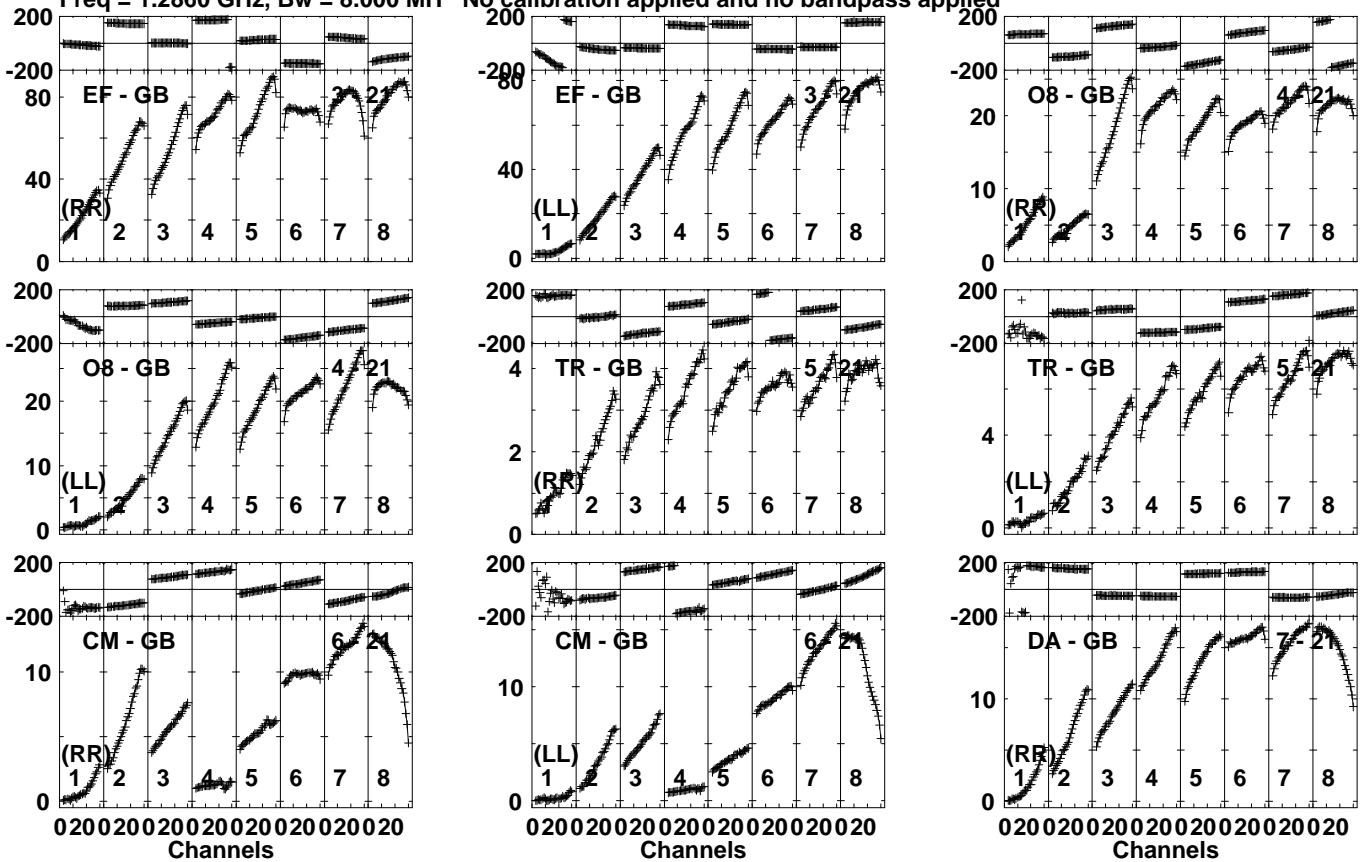 Freq = 1.2860 GHz, Bw = 8.000 MH No calibration applied and no bandpass applied
200 200 200
-200 -200 -200
80 EF - GB 3 - 21 80 EF - GB 3 - 21 20 O8 - GB 4 - 21
40 40 10
(RR) (LL) (RR)
1 2 3 4 5 6 7 8 1 2 3 4 5 6 7 8 1 2 3 4 5 6 7 8
0 0 0
200 200 200
-200 -200 -200
O8 - GB 4 - 21 4 TR - GB 5 - 21 TR - GB 5 - 21
20 2 4
10
(LL) (RR) (LL)
1 2 3 4 5 6 7 8 1 2 3 4 5 6 7 8 1 2 3 4 5 6 7 8
0 0 0
200 200 200
-200 -200 -200
CM - GB 6 - 21 CM - GB 6 - 21 DA - GB 7 - 21
10 10 10
(RR) (LL) (RR)
1 2 3 4 5 6 7 8 1 2 3 4 5 6 7 8 1 2 3 4 5 6 7 8
0 0 0
0 20 0 20 0 20 0 20 0 20 0 20 0 20 0 20 0 20 0 20 0 20 0 20 0 20 0 20 0 20 0 20 0 20 0 20 0 20 0 20 0 20 0 20 0 20 0 20
Channels Channels Channels